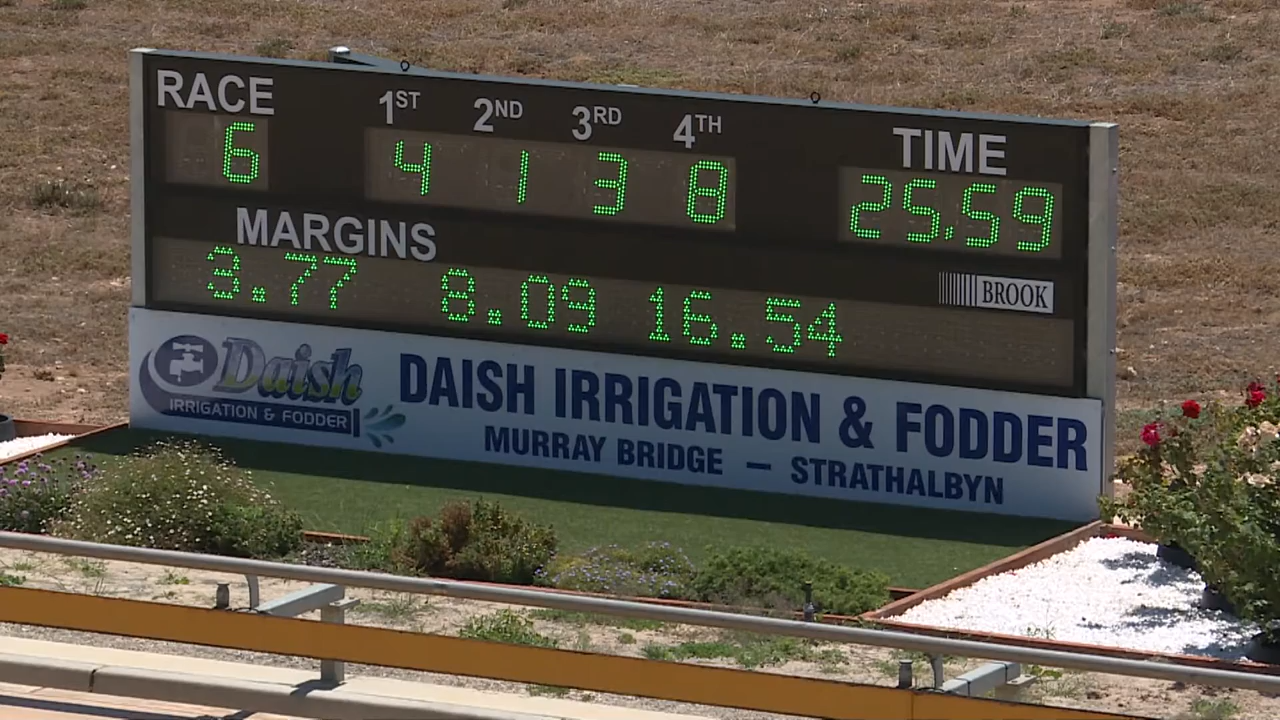 RACE 1ST 2ND 3RD 4TH TIME
6 4 1 3 8 25.59
MARGINS
3.77 8.09 16.54
BROOK
Daish
IRRIGATION & FODDER
DAISH IRRIGATION & FODDER
MURRAY BRIDGE – STRATHALBYN